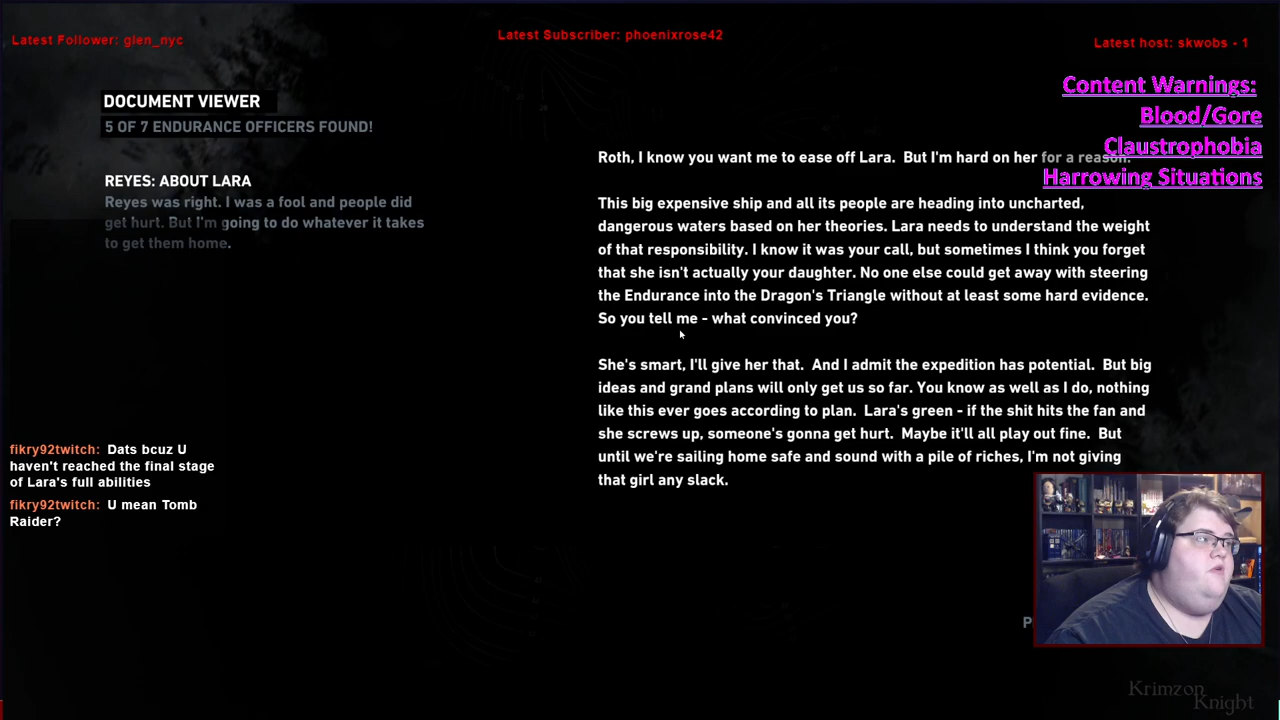 Latest Follower: glen_nyc
Latest Subscriber: phoenixrose42
Latest host: skwobs - 1
Content Warnings:
Blood/Gore
Claustrophobia
Harrowing Situations
DOCUMENT VIEWER
5 OF 7 ENDURANCE OFFICERS FOUND!
REYES: ABOUT LARA
Reyes was right. I was a fool and people did
get hurt. But I'm going to do whatever it takes
to get them home.
Roth, I know you want me to ease off Lara. But I'm hard on her for a reason.
This big expensive ship and all its people are heading into uncharted,
dangerous waters based on her theories. Lara needs to understand the weight
of that responsibility. I know it was your call, but sometimes I think you forget
that she isn't actually your daughter. No one else could get away with steering
the Endurance into the Dragon's Triangle without at least some hard evidence.
So you tell me - what convinced you?
She's smart, I'll give her that. And I admit the expedition has potential. But big
ideas and grand plans will only get us so far. You know as well as I do, nothing
like this ever goes according to plan. Lara's green - if the shit hits the fan and
she screws up, someone's gonna get hurt. Maybe it'll all play out fine. But
until we're sailing home safe and sound with a pile of riches, I'm not giving
that girl any slack.
fikry92twitch: Dats bcuz U
haven't reached the final stage
of Lara's full abilities
fikry92twitch: U mean Tomb
Raider?
Krimzon
Knight